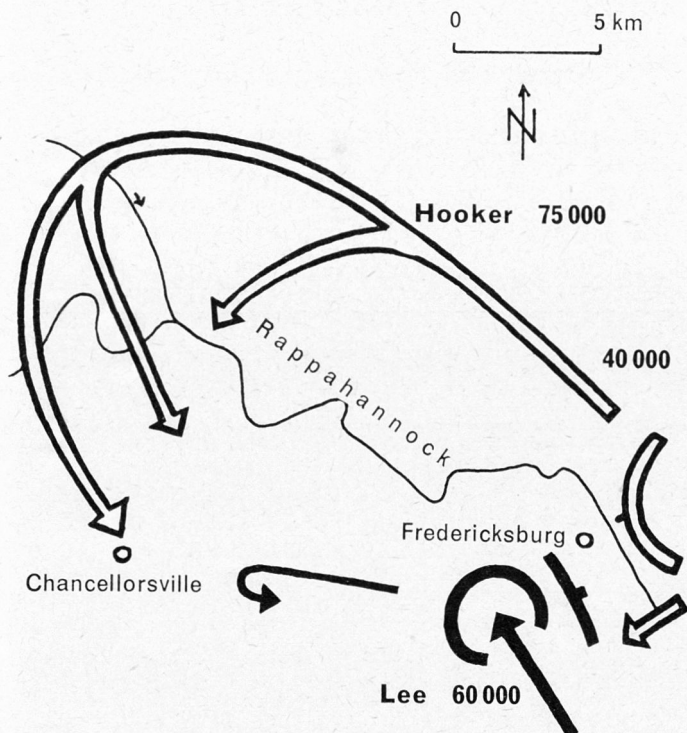 0 5 km
N
Hooker 75 000
Rappahannock
40 000
Fredericksburg
Chancellorsville
Lee 60 000